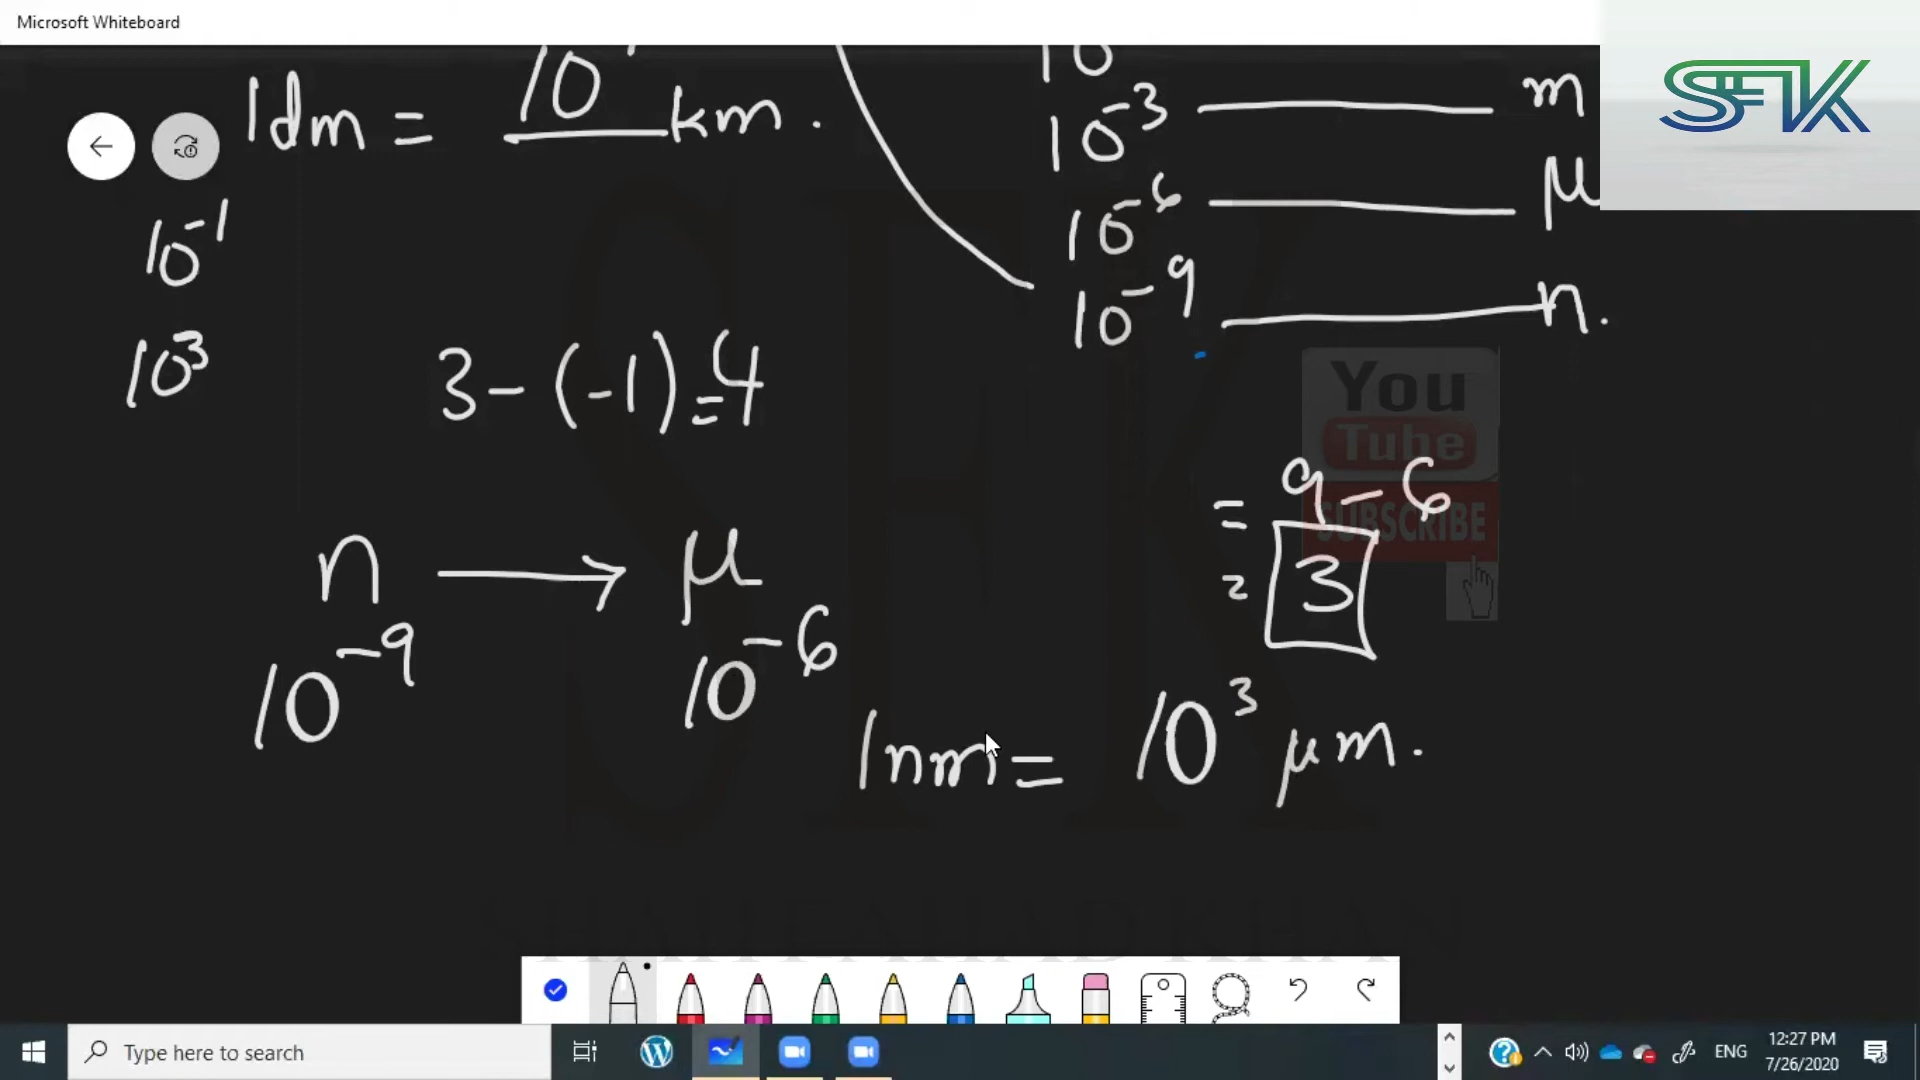 Microsoft Whiteboard
SFK
1dm = 10 km.
10
10⁻³ m
10⁻⁶ μ
10⁻⁹ n.
10⁻¹
10³
3-(-1)=4
You
Tube
SUBSCRIBE
= 9-6
= 3
n → μ
10⁻⁹ 10⁻⁶
1nm = 10³ μm.
Type here to search
ENG
12:27 PM
7/26/2020